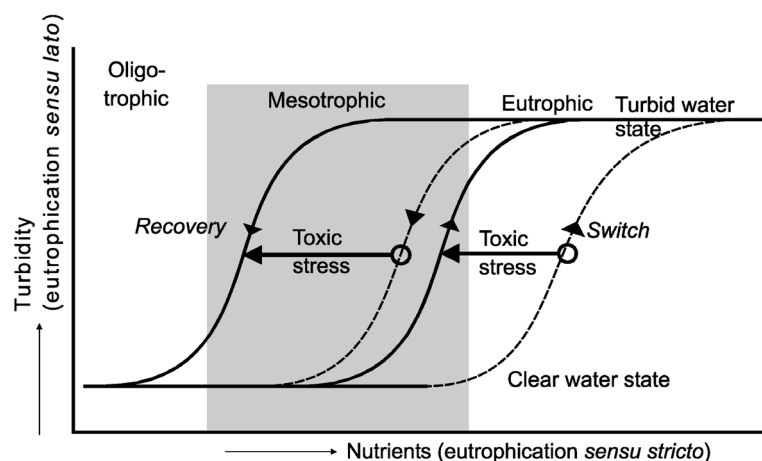 Oligo-
trophic
Mesotrophic
Eutrophic
Turbid water
state
Recovery
Toxic
stress
Toxic
stress
Switch
Clear water state
Turbidity
(eutrophication sensu lato)
Nutrients (eutrophication sensu stricto)